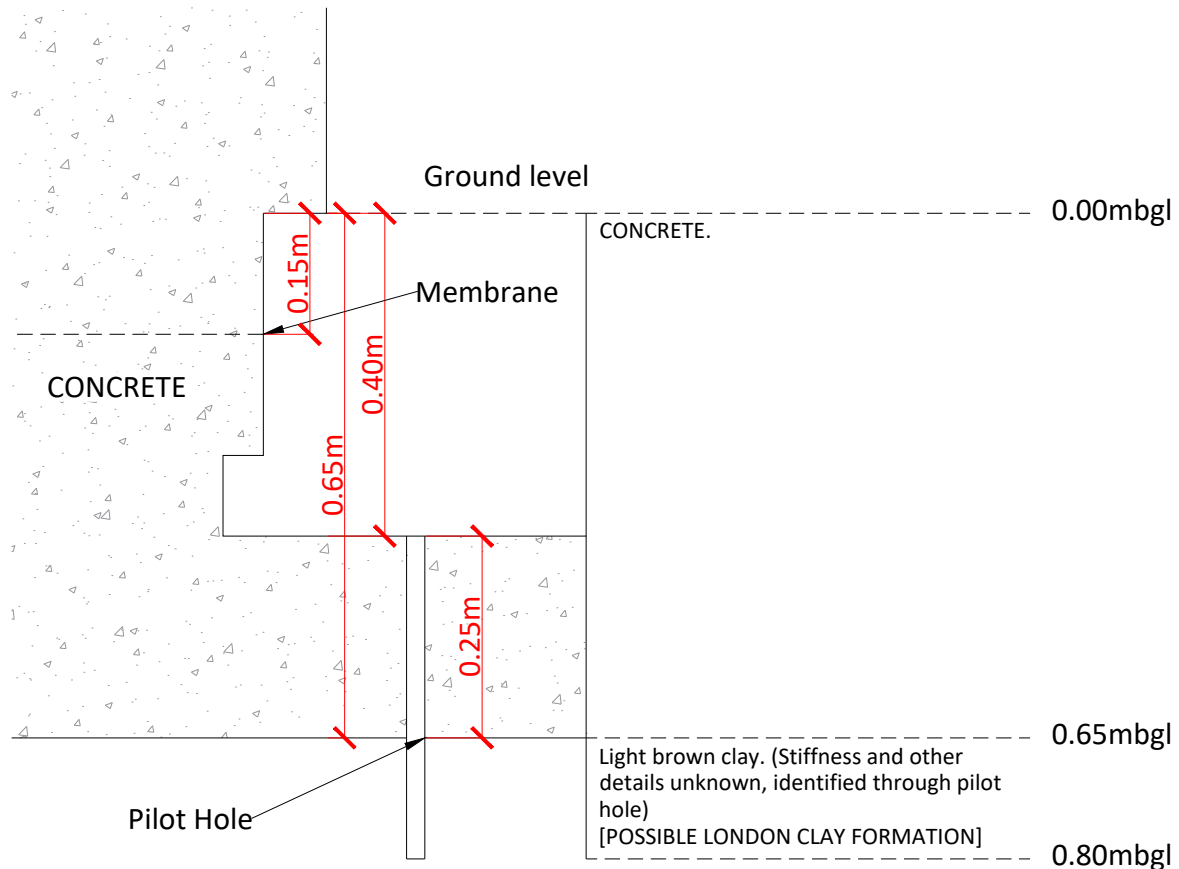 Ground level
0.00mbgl
CONCRETE.
0.15m
Membrane
0.40m
CONCRETE
0.65m
0.25m
0.65mbgl
Light brown clay. (Stiffness and other
details unknown, identified through pilot
hole)
[POSSIBLE LONDON CLAY FORMATION]
Pilot Hole
0.80mbgl